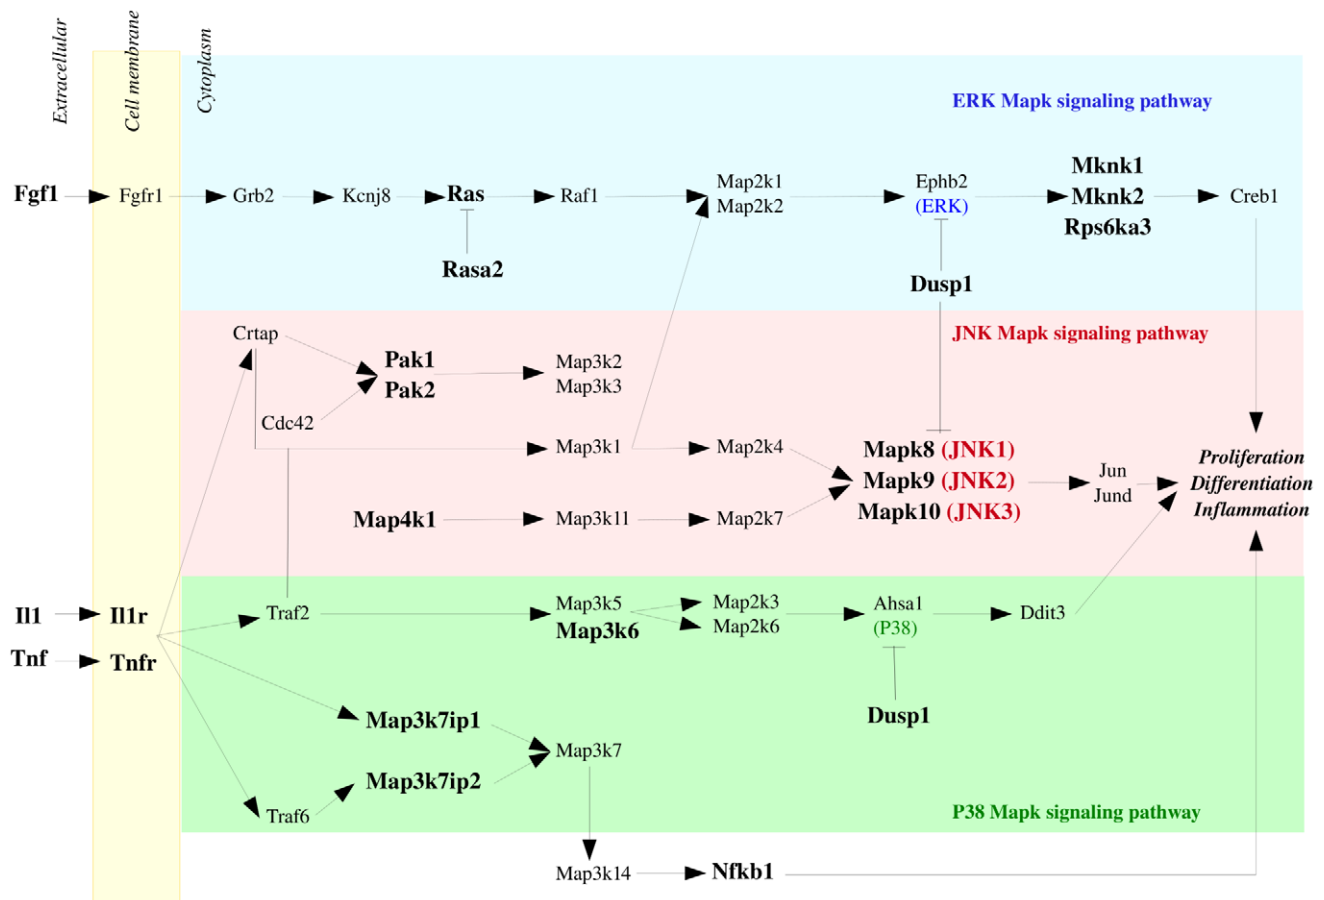 Extracellular
Cell membrane
Cytoplasm
ERK Mapk signaling pathway
Fgf1
Fgfr1
Grb2
Kcnj8
Ras
Raf1
Map2k1
Map2k2
Ephb2
(ERK)
Mknk1
Mknk2
Rps6ka3
Creb1
Rasa2
Dusp1
JNK Mapk signaling pathway
Crtap
Pak1
Pak2
Map3k2
Map3k3
Cdc42
Map3k1
Map2k4
Mapk8 (JNK1)
Mapk9 (JNK2)
Mapk10 (JNK3)
Jun
Jund
Proliferation
Differentiation
Inflammation
Map4k1
Map3k11
Map2k7
Il1
Il1r
Tnf
Tnfr
Traf2
Map3k5
Map3k6
Map2k3
Map2k6
Ahsa1
(P38)
Ddit3
Dusp1
Map3k7ip1
Map3k7
Map3k7ip2
Traf6
P38 Mapk signaling pathway
Map3k14
Nfkb1